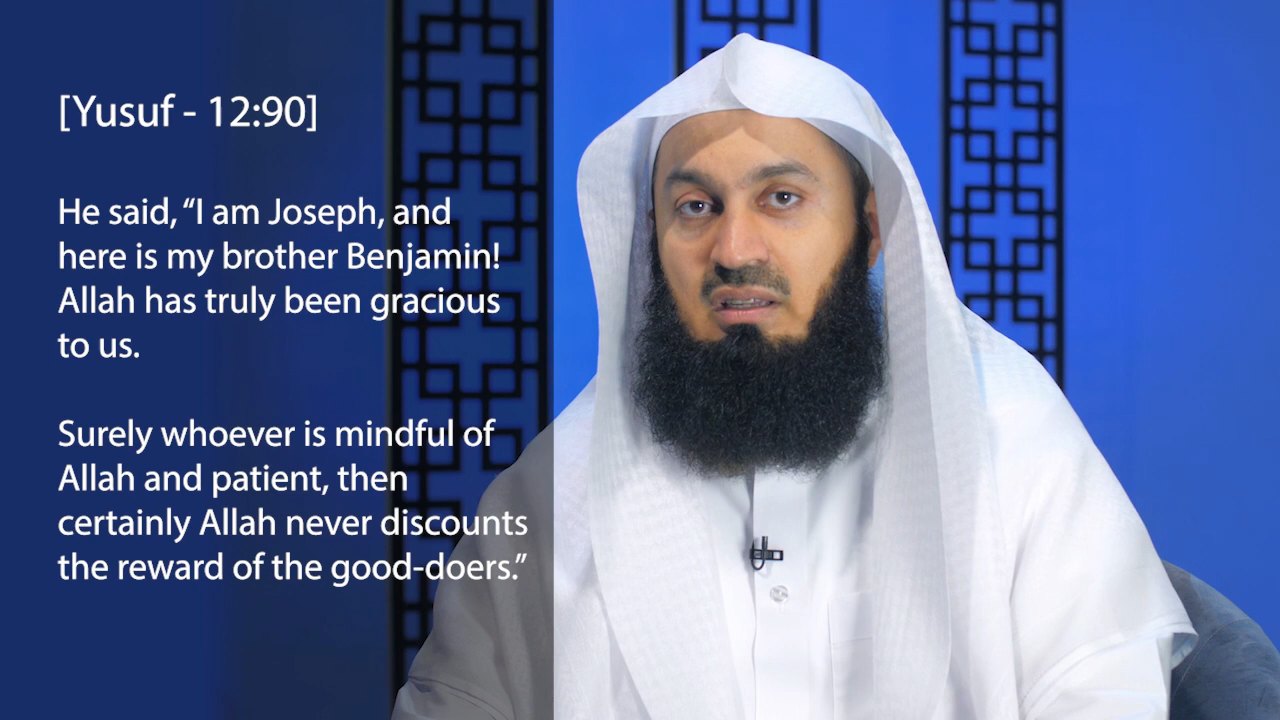 [Yusuf - 12:90]
He said, “I am Joseph, and
here is my brother Benjamin!
Allah has truly been gracious
to us.
Surely whoever is mindful of
Allah and patient, then
certainly Allah never discounts
the reward of the good-doers.”